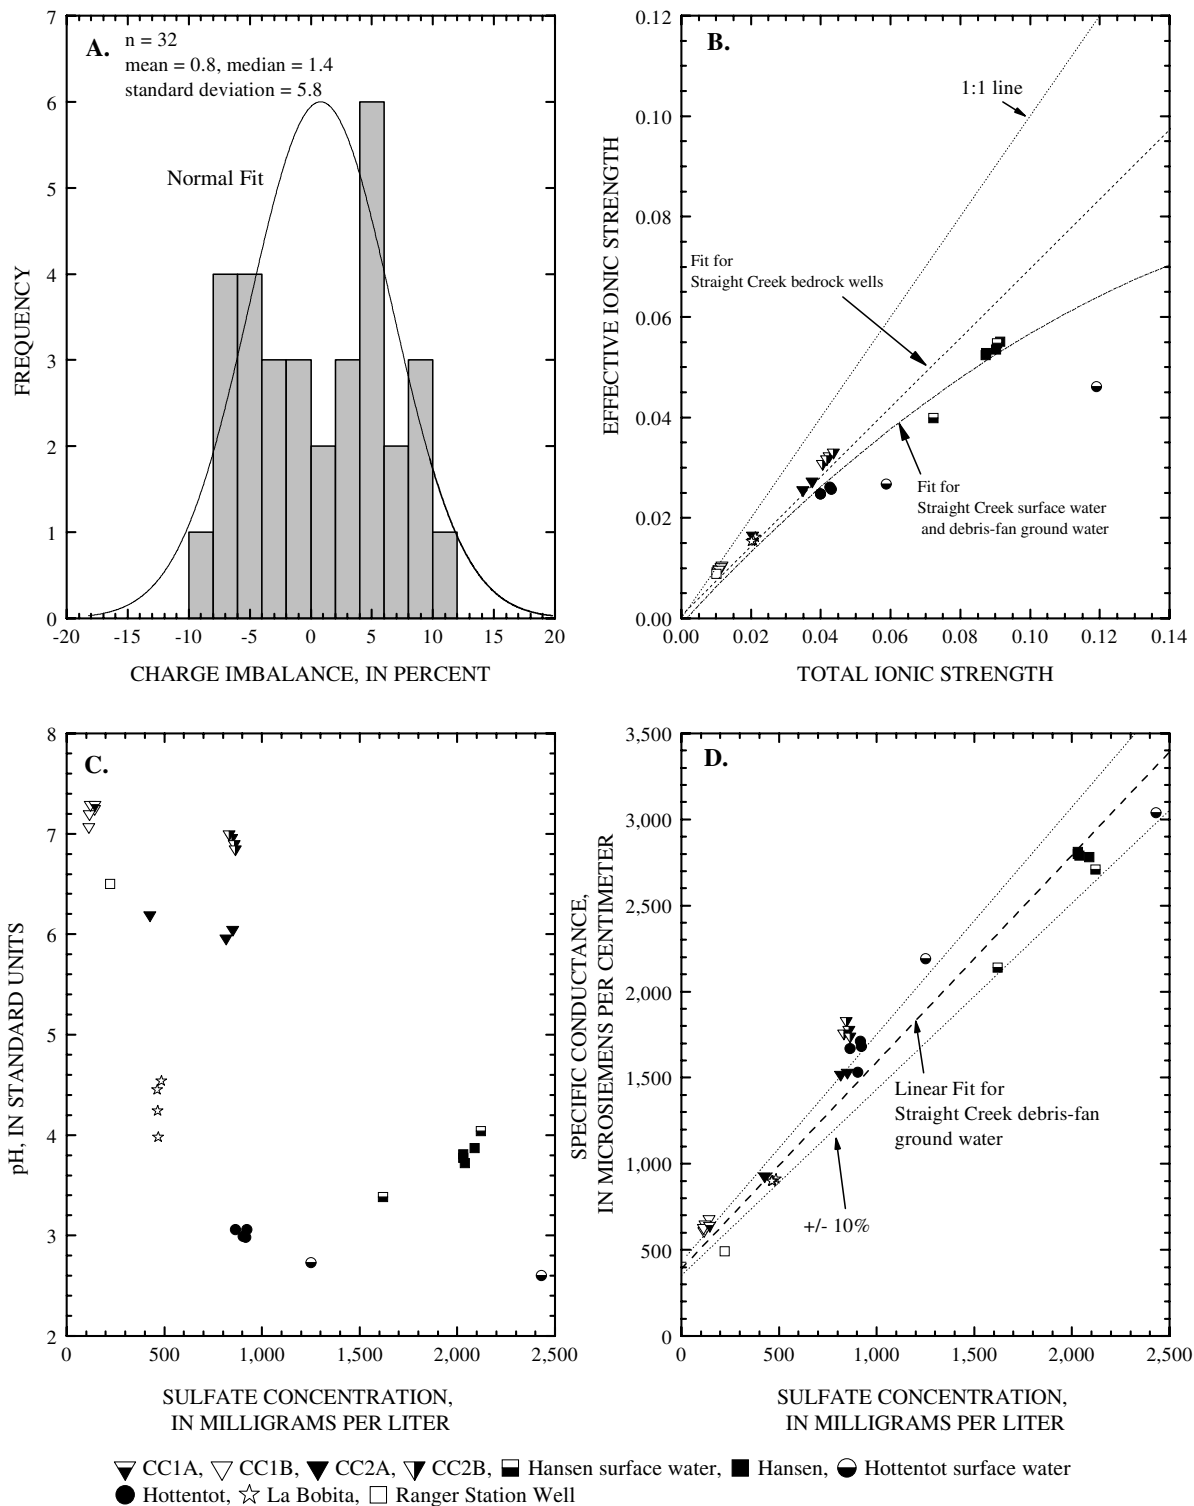 A.
n = 32
mean = 0.8, median = 1.4
standard deviation = 5.8
Normal Fit
7
6
5
4
3
2
1
0
-20 -15 -10 -5 0 5 10 15 20
FREQUENCY
CHARGE IMBALANCE, IN PERCENT
B.
1:1 line
Fit for
Straight Creek bedrock wells
Fit for
Straight Creek surface water
and debris-fan ground water
0.12
0.10
0.08
0.06
0.04
0.02
0.00
0.00 0.02 0.04 0.06 0.08 0.10 0.12 0.14
EFFECTIVE IONIC STRENGTH
TOTAL IONIC STRENGTH
C.
8
7
6
5
4
3
2
0 500 1,000 1,500 2,000 2,500
pH, IN STANDARD UNITS
SULFATE CONCENTRATION,
IN MILLIGRAMS PER LITER
D.
3,500
3,000
2,500
2,000
1,500
1,000
500
0
0 500 1,000 1,500 2,000 2,500
SPECIFIC CONDUCTANCE,
IN MICROSIEMENS PER CENTIMETER
Linear Fit for
Straight Creek debris-fan
ground water
+/- 10%
SULFATE CONCENTRATION,
IN MILLIGRAMS PER LITER
CC1A, CC1B, CC2A, CC2B, Hansen surface water, Hansen, Hottentot surface water
Hottentot, La Bobita, Ranger Station Well